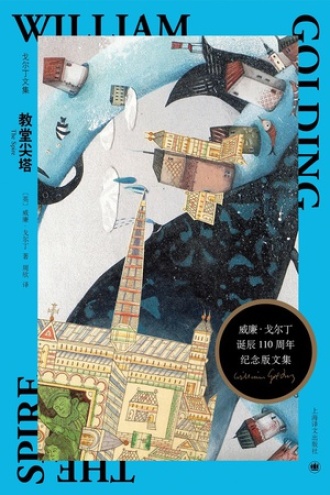 WILLIAM
GOLDING
戈尔丁文集
教堂尖塔
The Spire
［英］威廉·戈尔丁 著
周欣 译
威廉·戈尔丁
诞辰110周年
纪念版文集
William Golding
上海译文出版社
THE
SPIRE